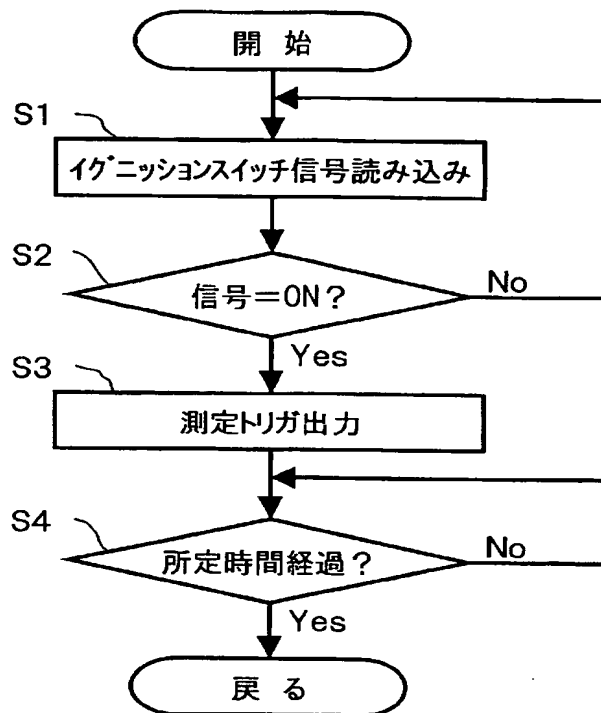 開 始
S1
イグニッションスイッチ信号読み込み
S2
信号=ON?
No
Yes
S3
測定トリガ出力
S4
所定時間経過?
No
Yes
戻 る